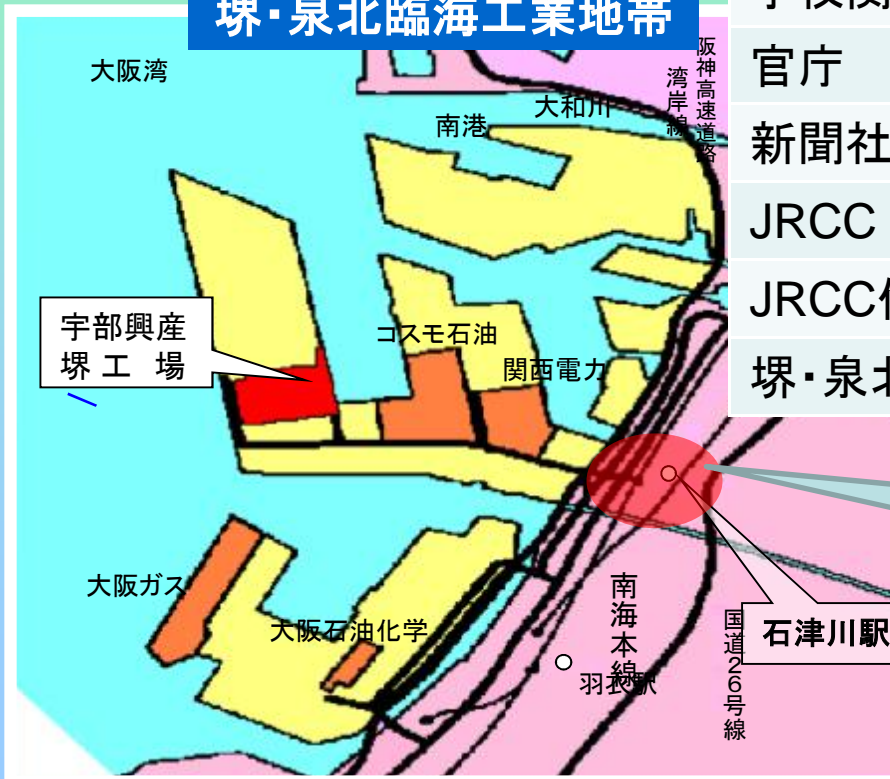 堺・泉北臨海工業地帯
大阪湾
南港
大和川
湾岸線
阪神高速道路
官庁
新聞社
JRCC
JRCC
堺・泉北
宇部興産
堺工場
コスモ石油
関西電力
大阪ガス
大阪石油化学
南海本線
羽衣駅
国道26号線
石津川駅